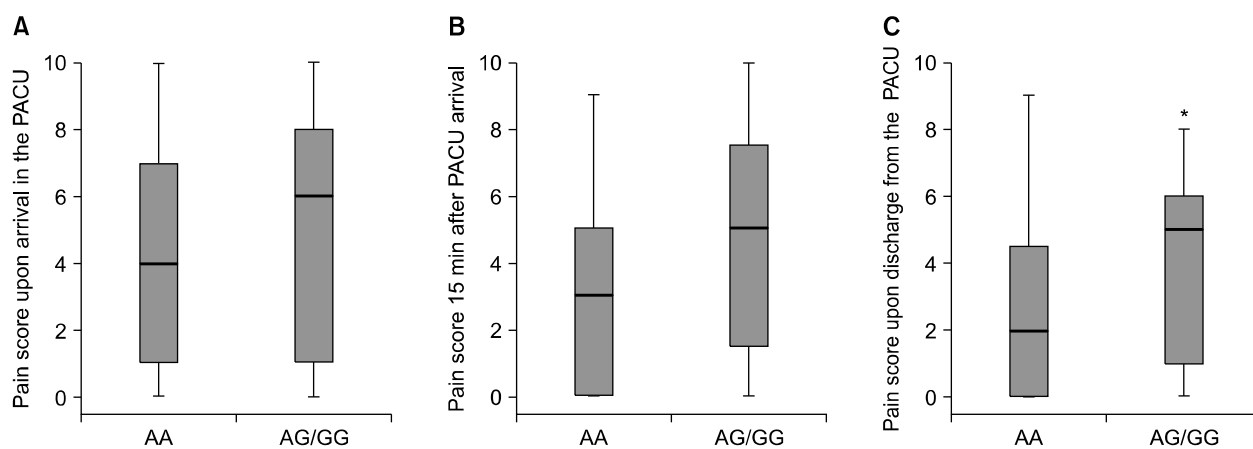 A
Pain score upon arrival in the PACU
10
8
6
4
2
0
AA
AG/GG
B
Pain score 15 min after PACU arrival
10
8
6
4
2
0
AA
AG/GG
C
Pain score upon discharge from the PACU
10
8
6
4
2
0
*
AA
AG/GG